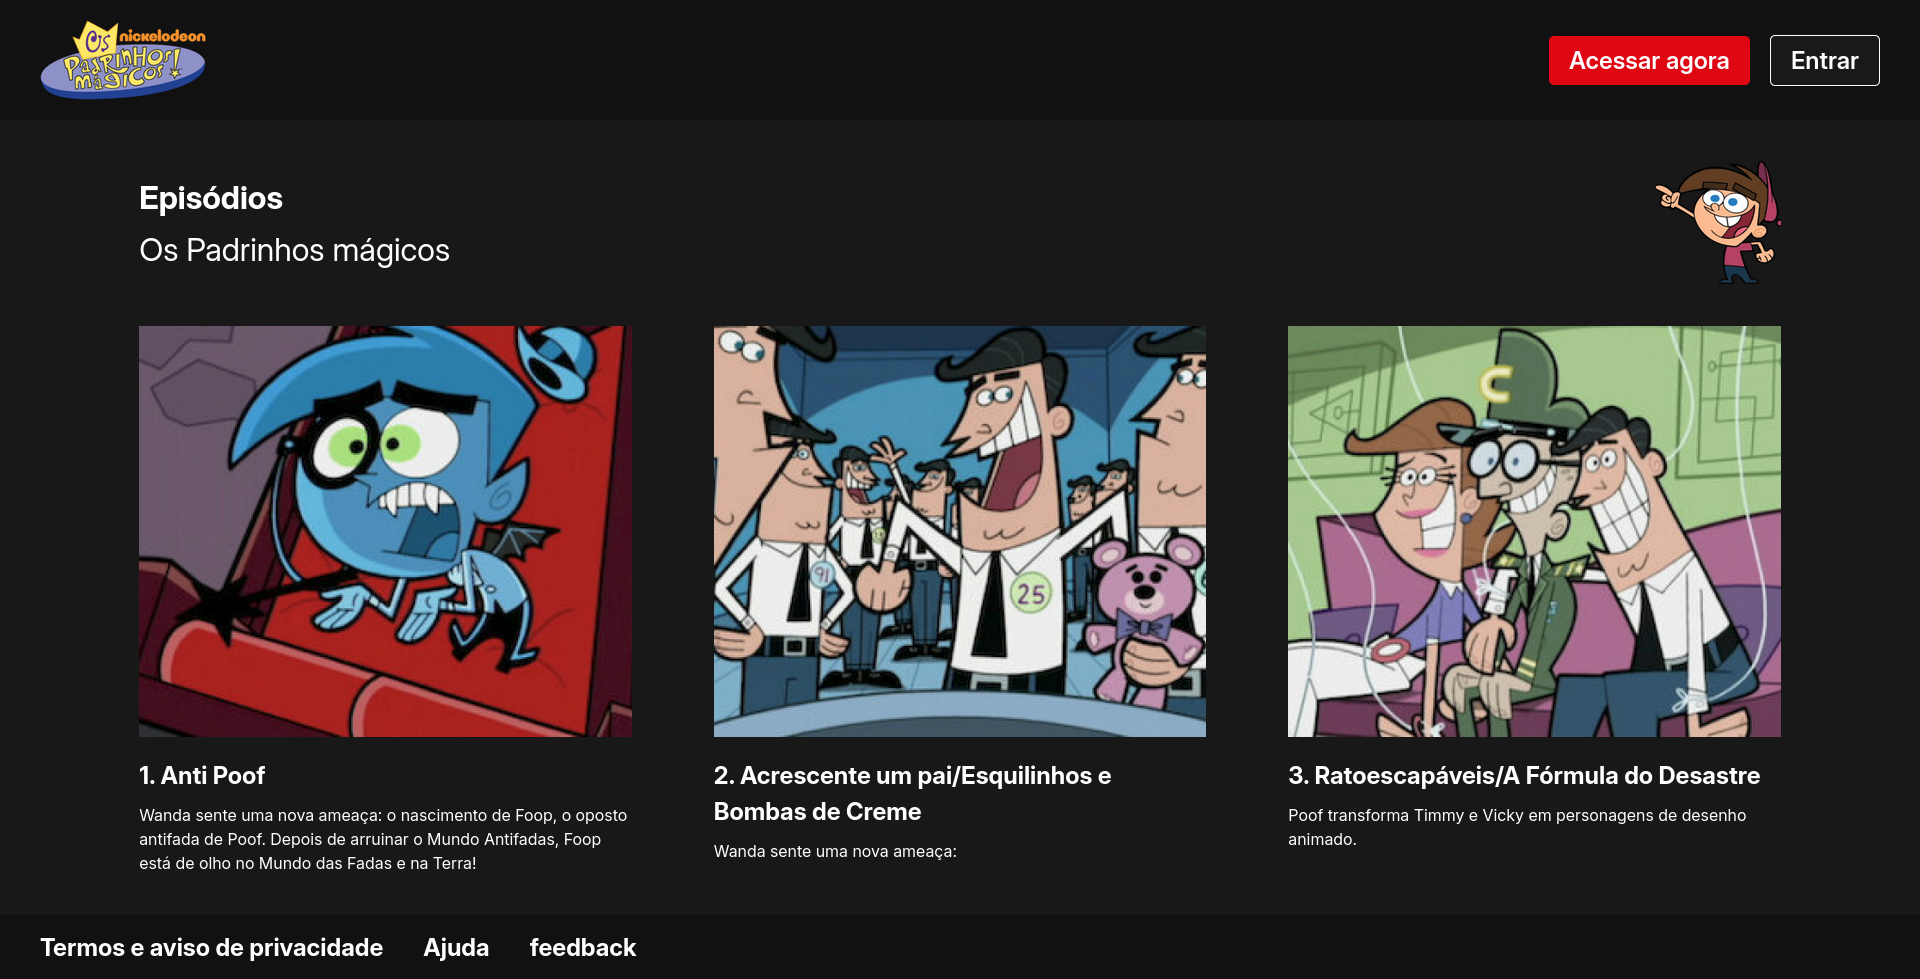 nickelodeon
Os
PADRINHOS
MÁGICOS!
Acessar agora
Entrar
Episódios
Os Padrinhos mágicos
91
13
25
C
1. Anti Poof
Wanda sente uma nova ameaça: o nascimento de Foop, o oposto
antifada de Poof. Depois de arruinar o Mundo Antifadas, Foop
está de olho no Mundo das Fadas e na Terra!
2. Acrescente um pai/Esquilinhos e
Bombas de Creme
Wanda sente uma nova ameaça:
3. Ratoescapáveis/A Fórmula do Desastre
Poof transforma Timmy e Vicky em personagens de desenho
animado.
Termos e aviso de privacidade
Ajuda
feedback